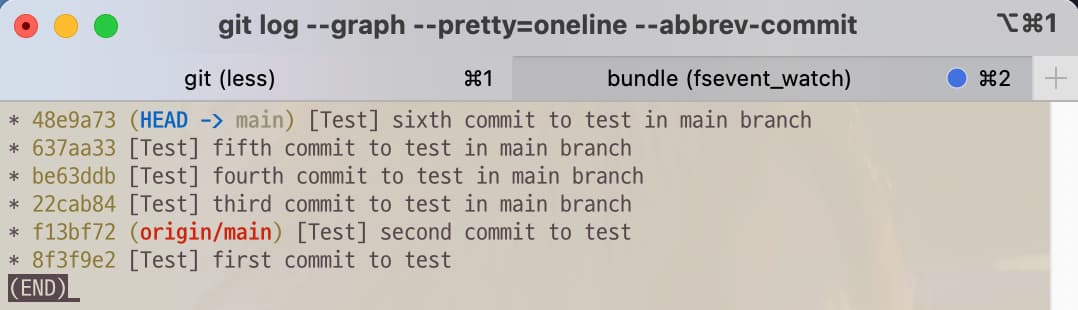 git log --graph --pretty=oneline --abbrev-commit ⌥⌘1
git (less) ⌘1 bundle (fsevent_watch) ⌘2
* 48e9a73 (HEAD -> main) [Test] sixth commit to test in main branch
* 637aa33 [Test] fifth commit to test in main branch
* be63ddb [Test] fourth commit to test in main branch
* 22cab84 [Test] third commit to test in main branch
* f13bf72 (origin/main) [Test] second commit to test
* 8f3f9e2 [Test] first commit to test
(END)